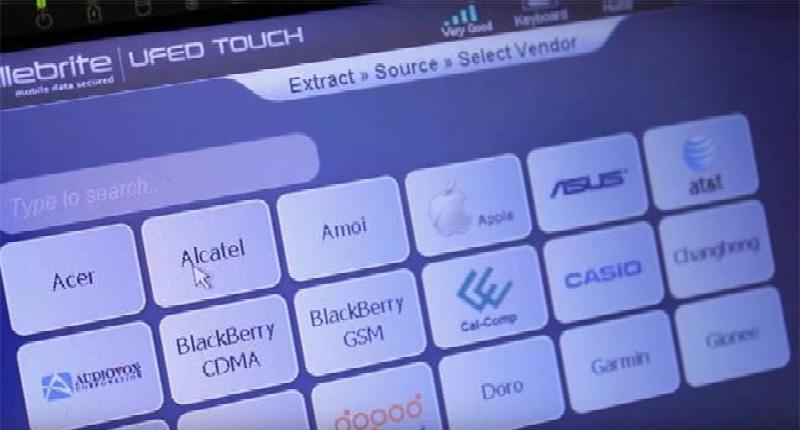 llebrite UFED TOUCH
mobile data secured
Very Good
Keyboard
Extract » Source » Select Vendor
Type to search..
Acer
Alcatel
Amoi
Apple
ASUS
at&t
AUDIOVOX
CORPORATION
BlackBerry
CDMA
BlackBerry
GSM
Cal-Comp
CASIO
Changhong
Doro
Garmin
Gionee